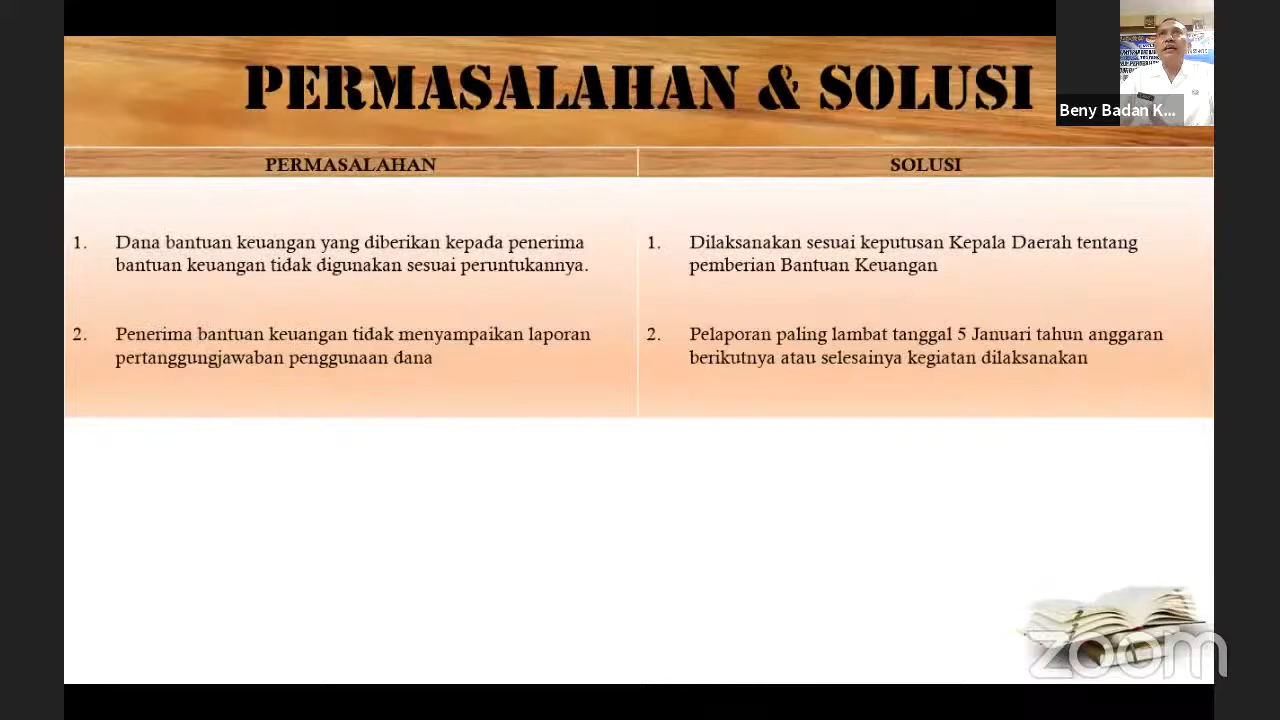 PERMASALAHAN & SOLUSI
Beny Badan K...
PERMASALAHAN
SOLUSI
1. Dana bantuan keuangan yang diberikan kepada penerima
bantuan keuangan tidak digunakan sesuai peruntukannya.
1. Dilaksanakan sesuai keputusan Kepala Daerah tentang
pemberian Bantuan Keuangan
2. Penerima bantuan keuangan tidak menyampaikan laporan
pertanggungjawaban penggunaan dana
2. Pelaporan paling lambat tanggal 5 Januari tahun anggaran
berikutnya atau selesainya kegiatan dilaksanakan
zoom